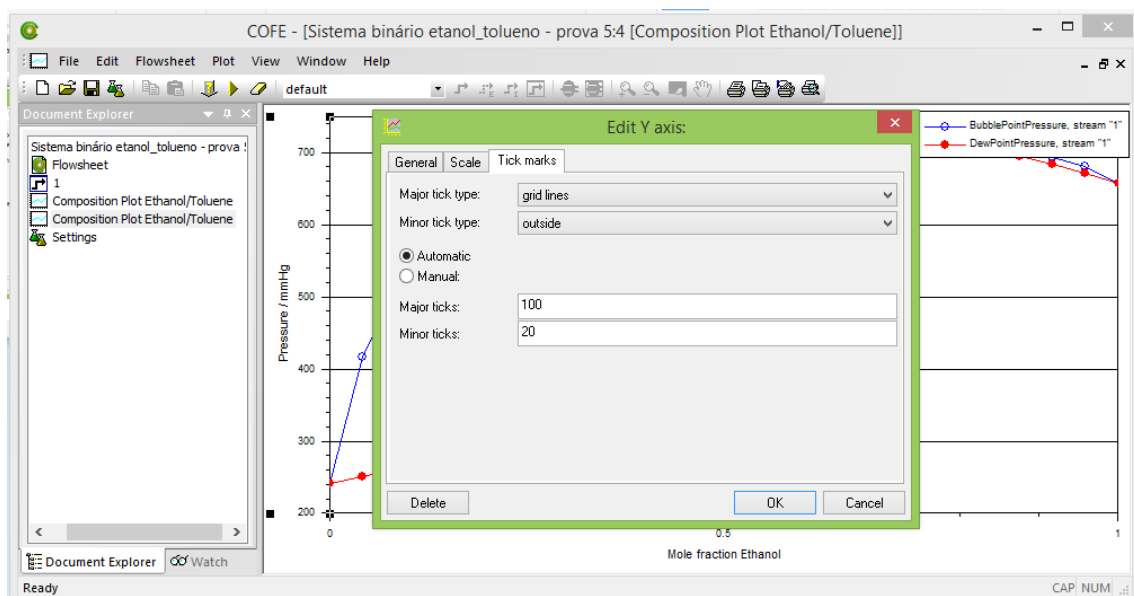 COFE - [Sistema binário etanol_tolueno - prova 5:4 [Composition Plot Ethanol/Toluene]]
File Edit Flowsheet Plot View Window Help
default
Document Explorer
Sistema binário etanol_tolueno - prova
Flowsheet
1
Composition Plot Ethanol/Toluene
Composition Plot Ethanol/Toluene
Settings
Document Explorer Watch
Ready
CAP NUM
Edit Y axis:
General Scale Tick marks
Major tick type: grid lines
Minor tick type: outside
Automatic
Manual:
Major ticks: 100
Minor ticks: 20
Delete OK Cancel
BubblePointPressure, stream "1"
DewPointPressure, stream "1"
Pressure / mmHg
700
600
500
400
300
200
0 0.5 1
Mole fraction Ethanol